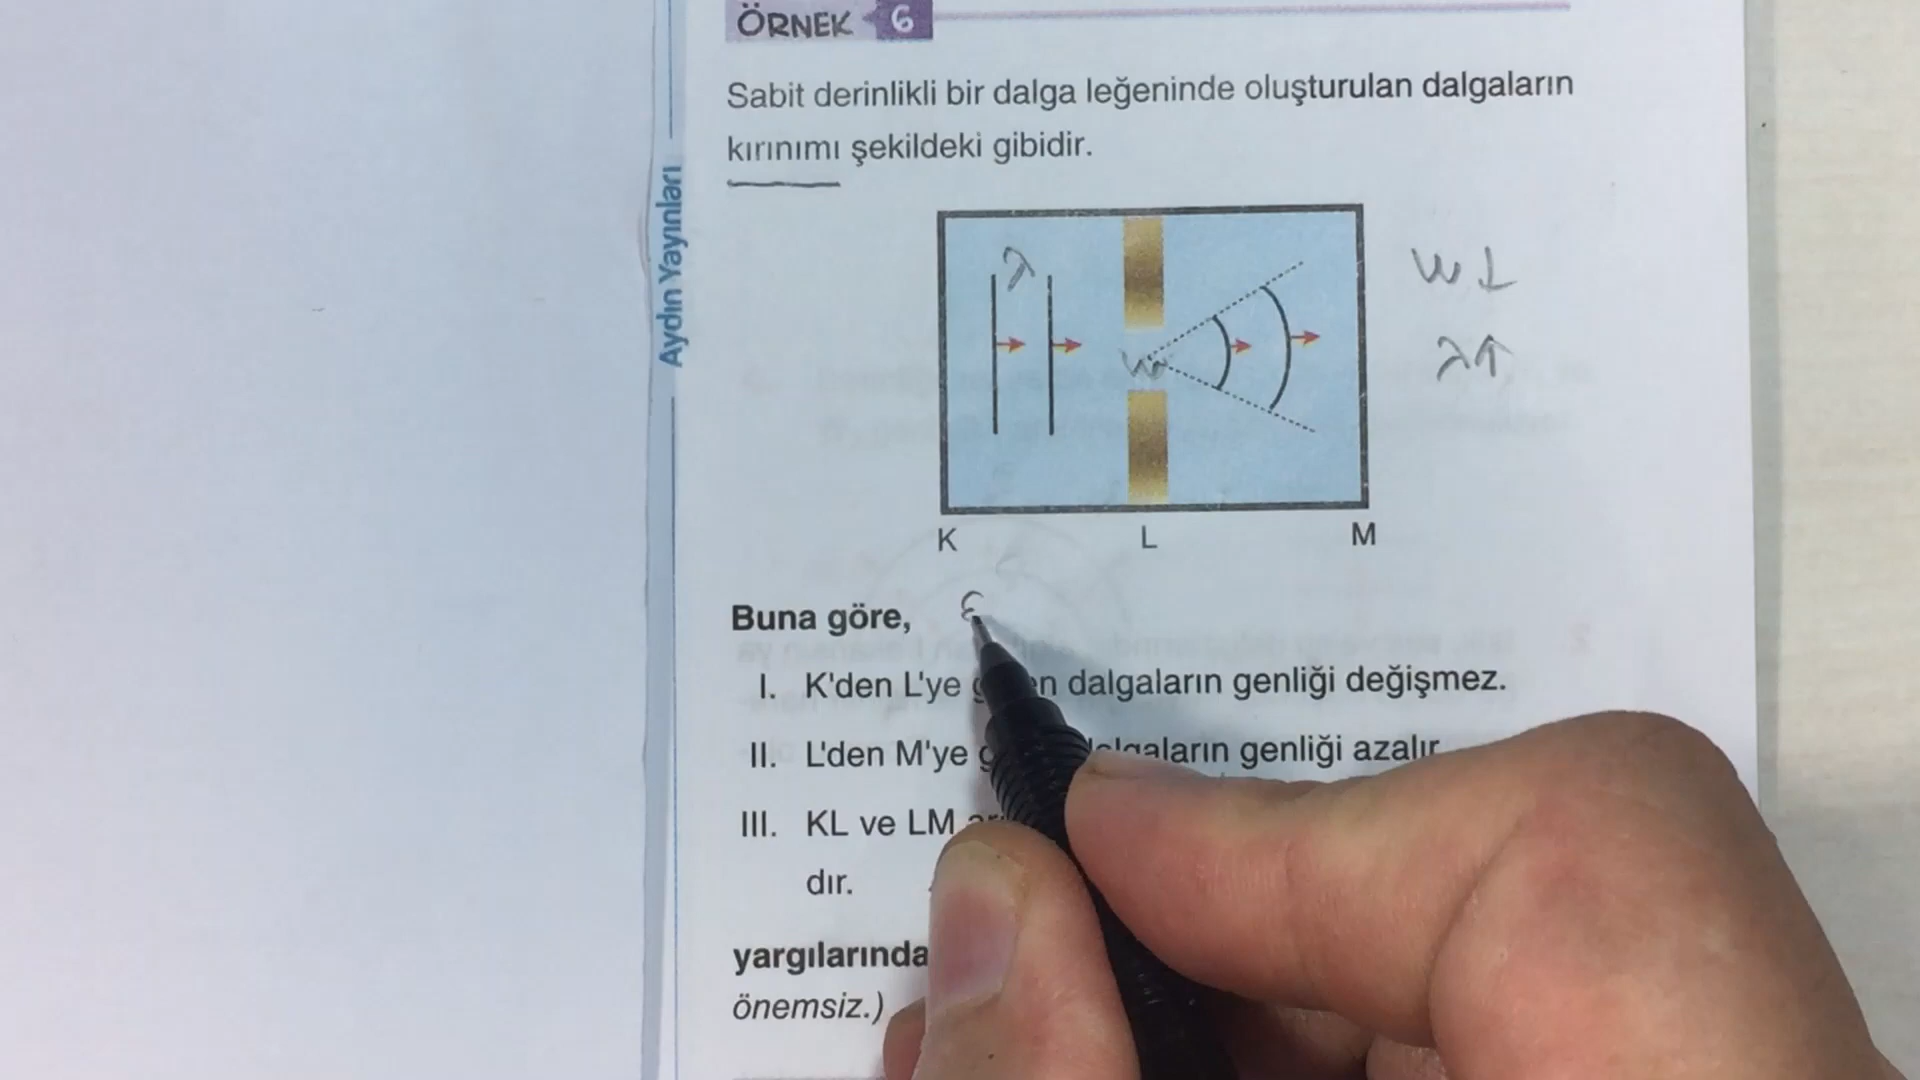 ÖRNEK 6
Sabit derinlikli bir dalga leğeninde oluşturulan dalgaların
kırınımı şekildeki gibidir.
Aydın Yayınları
λ
W↓
λ↑
W
K L M
Buna göre,
I. K'den L'ye dalgaların genliği değişmez.
II. L'den M'ye dalgaların genliği azalır
III. KL ve LM
dır.
yargılarında
önemsiz.)